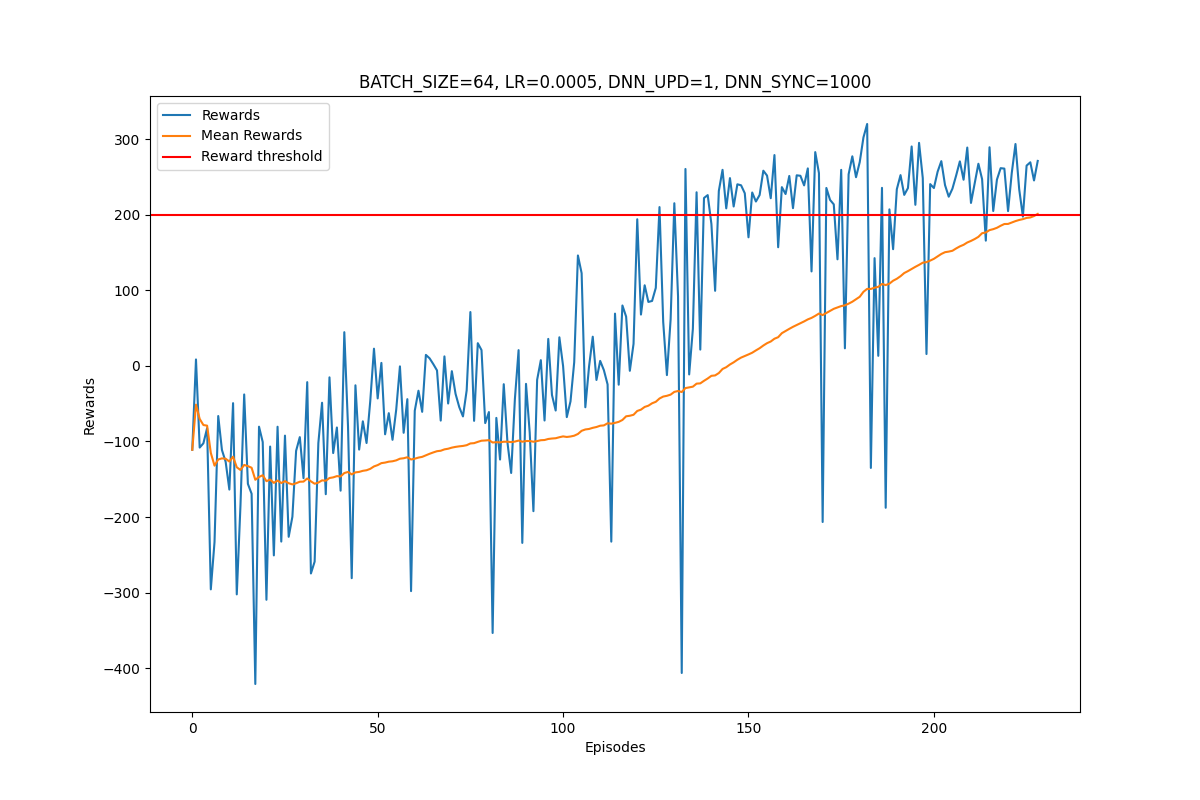 BATCH_SIZE=64, LR=0.0005, DNN_UPD=1, DNN_SYNC=1000
Rewards
Mean Rewards
Reward threshold
300
200
100
0
−100
−200
−300
−400
Rewards
0
50
100
150
200
Episodes